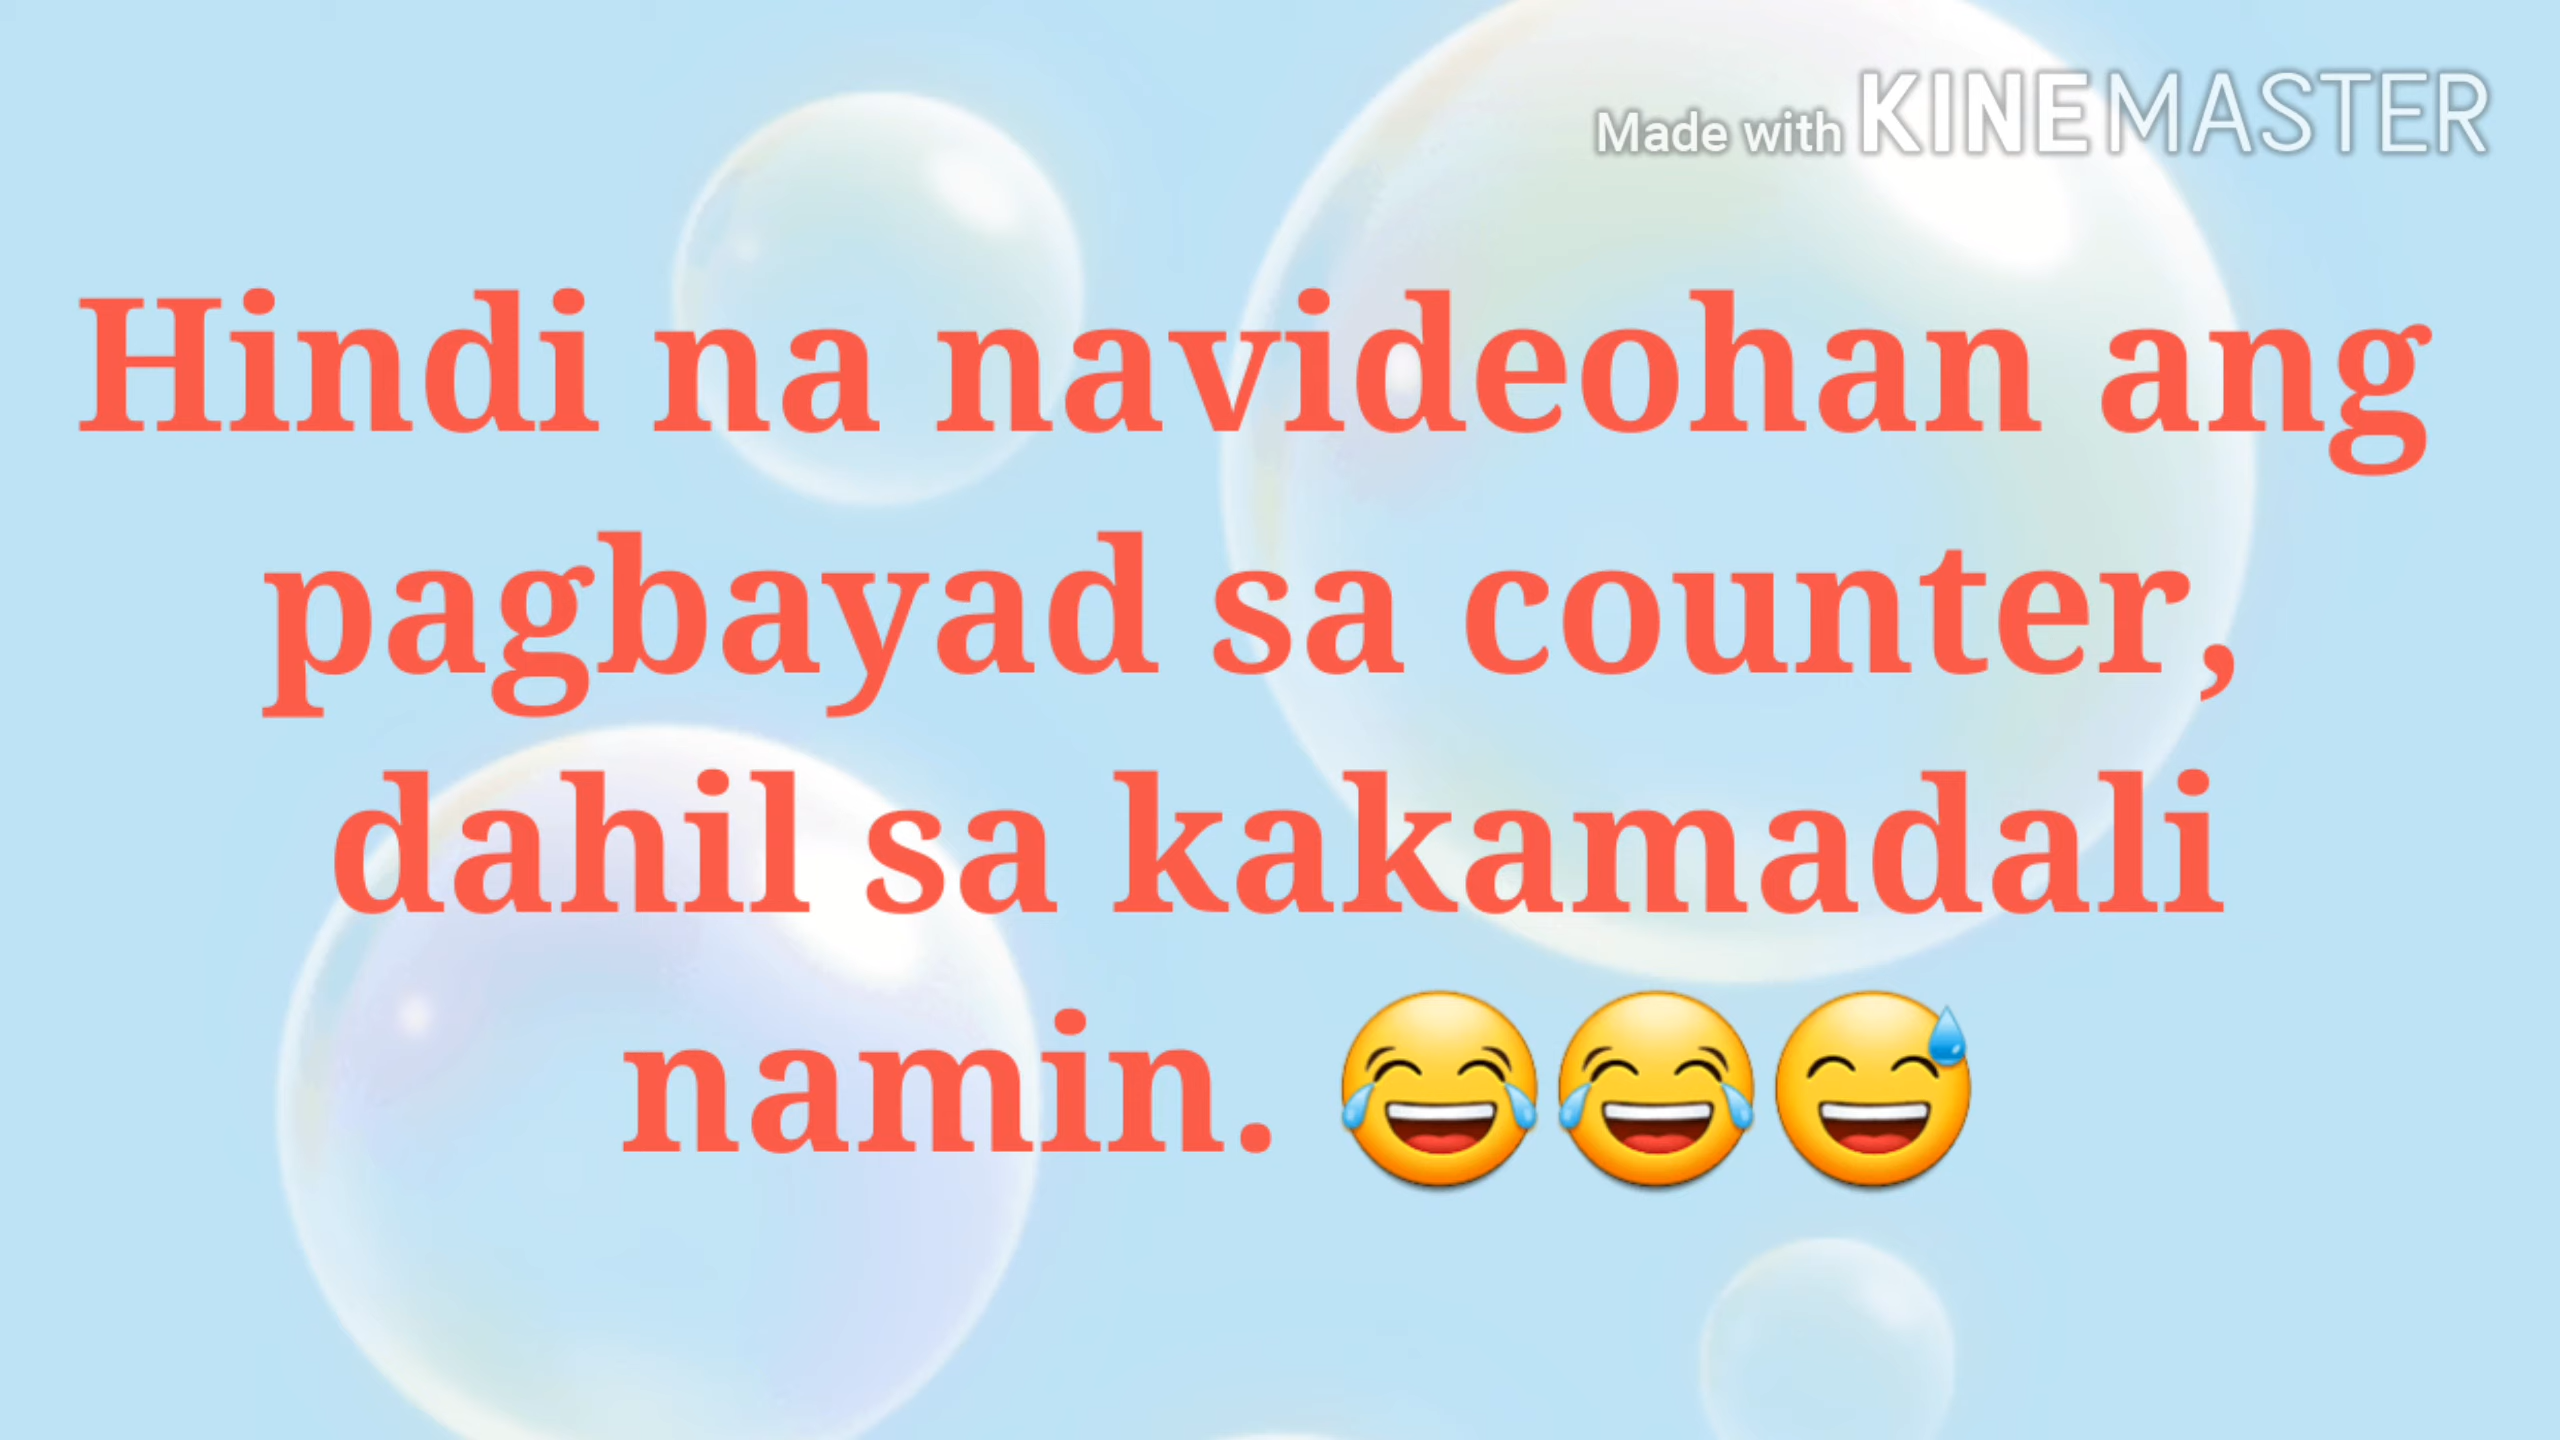 Made with KINEMASTER
Hindi na navideohan ang
pagbayad sa counter,
dahil sa kakamadali
namin. 😂😂😅